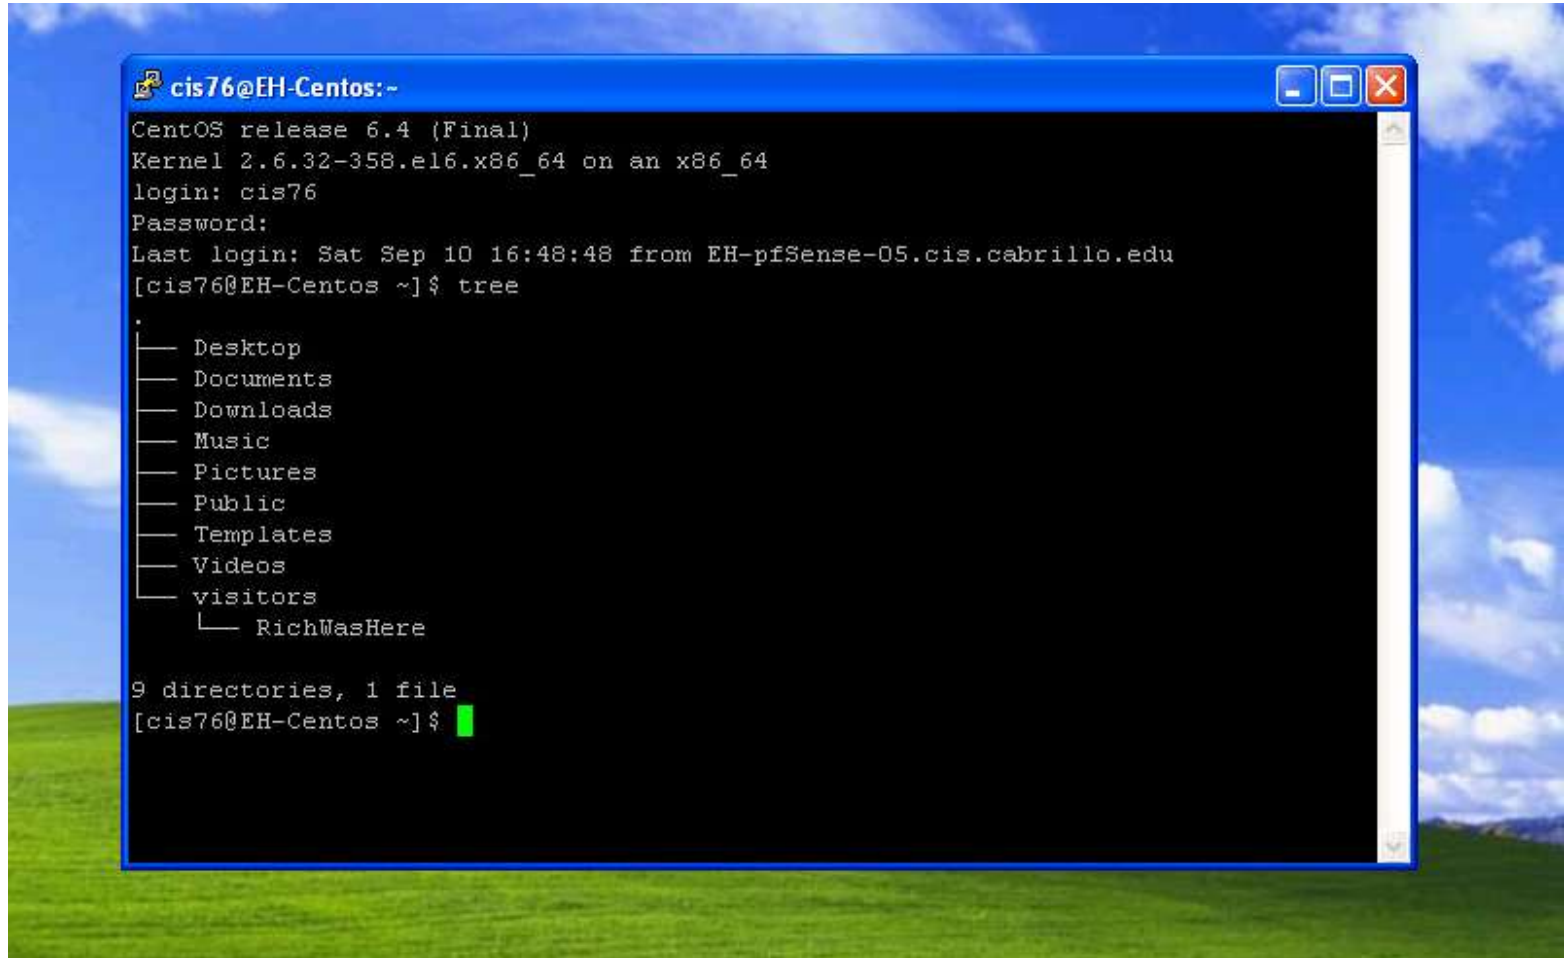 cis76@EH-Centos:~
CentOS release 6.4 (Final)
Kernel 2.6.32-358.el6.x86_64 on an x86_64
login: cis76
Password:
Last login: Sat Sep 10 16:48:48 from EH-pfSense-05.cis.cabrillo.edu
[cis76@EH-Centos ~]$ tree
.
├── Desktop
├── Documents
├── Downloads
├── Music
├── Pictures
├── Public
├── Templates
├── Videos
└── visitors
    └── RichWasHere

9 directories, 1 file
[cis76@EH-Centos ~]$